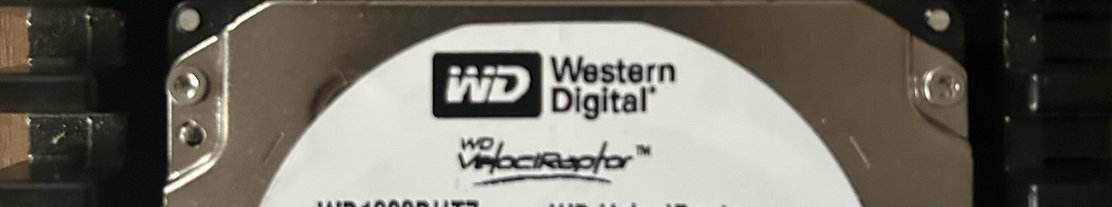 WD Western
Digital®
WD
VelociRaptor™